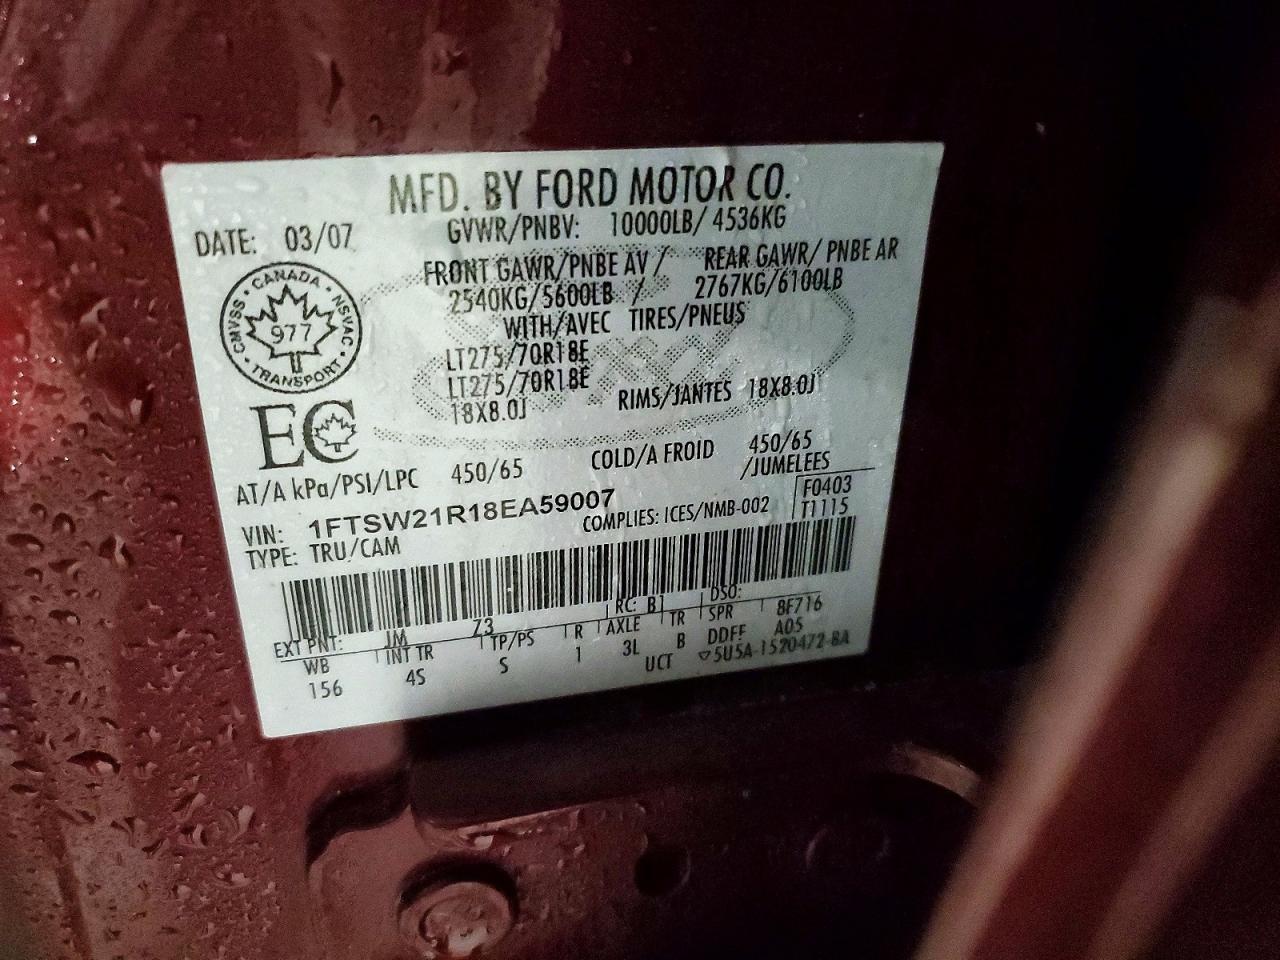 MFD. BY FORD MOTOR CO.
DATE: 03/07
GVWR/PNBV: 10000LB/ 4536KG
FRONT GAWR/PNBE AV / REAR GAWR/ PNBE AR
2540KG/5600LB / 2767KG/6100LB
WITH/AVEC TIRES/PNEUS
LT275/70R18E
LT275/70R18E
18X8.0J RIMS/JANTES 18X8.0J
CANADA
CMVSS NSVAC
977
TRANSPORT
EC
AT/A kPa/PSI/LPC 450/65 COLD/A FROID 450/65
/JUMELEES
VIN: 1FTSW21R18EA59007
COMPLIES: ICES/NMB-002
F0403
T1115
TYPE: TRU/CAM
EXT PNT: JM Z3 RC: B1 DSO:
WB INT TR TP/PS R AXLE TR SPR 8F716
156 4S S 1 3L B DDFF A05
UCT ▽5U5A-1520472-BA